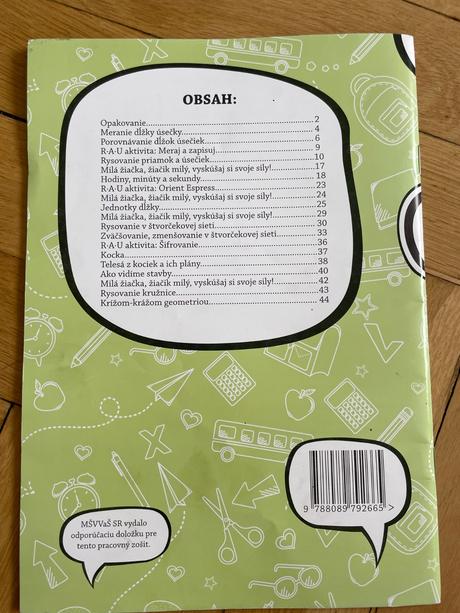 OBSAH:
Opakovanie 2
Meranie dĺžky úsečky 4
Porovnávanie dĺžok úsečiek 6
R-A-U aktivita: Meraj a zapisuj 9
Rysovanie priamok a úsečiek 10
Milá žiačka, žiačik milý, vyskúšaj si svoje sily! 17
Hodiny, minúty a sekundy 18
R-A-U aktivita: Orient Espress 23
Milá žiačka, žiačik milý, vyskúšaj si svoje sily! 24
Jednotky dĺžky 25
Milá žiačka, žiačik milý, vyskúšaj si svoje sily! 29
Rysovanie v štvorčekovej sieti 30
Zväčšovanie, zmenšovanie v štvorčekovej sieti 33
R-A-U aktivita: Šifrovanie 36
Kocka 37
Telesá z kociek a ich plány 38
Ako vidíme stavby 40
Milá žiačka, žiačik milý, vyskúšaj si svoje sily! 42
Rysovanie kružnice 43
Krížom-krážom geometriou 44
MŠVVaŠ SR vydalo
odporúčaciu doložku pre
tento pracovný zošit.
9 788089 792665 >